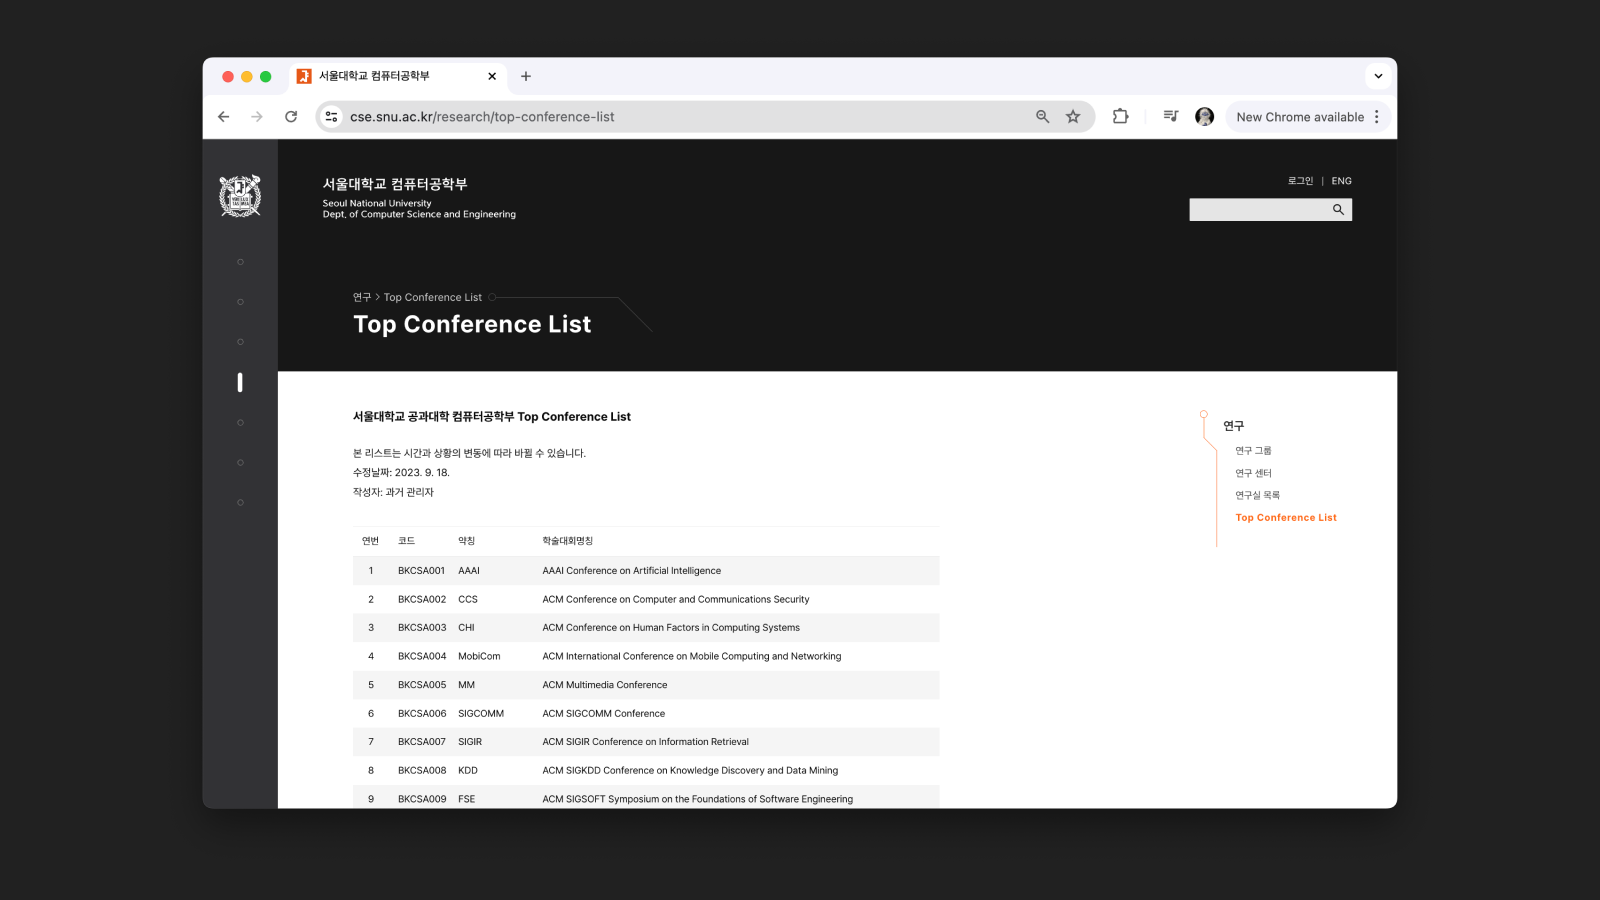 서울대학교 컴퓨터공학부
cse.snu.ac.kr/research/top-conference-list
New Chrome available
서울대학교 컴퓨터공학부
Seoul National University
Dept. of Computer Science and Engineering
로그인 | ENG
연구 > Top Conference List
Top Conference List
서울대학교 공과대학 컴퓨터공학부 Top Conference List
본 리스트는 시간과 상황의 변동에 따라 바뀔 수 있습니다.
수정날짜: 2023. 9. 18.
작성자: 과거 관리자
연번 코드 약칭 학술대회명칭
1 BKCSA001 AAAI AAAI Conference on Artificial Intelligence
2 BKCSA002 CCS ACM Conference on Computer and Communications Security
3 BKCSA003 CHI ACM Conference on Human Factors in Computing Systems
4 BKCSA004 MobiCom ACM International Conference on Mobile Computing and Networking
5 BKCSA005 MM ACM Multimedia Conference
6 BKCSA006 SIGCOMM ACM SIGCOMM Conference
7 BKCSA007 SIGIR ACM SIGIR Conference on Information Retrieval
8 BKCSA008 KDD ACM SIGKDD Conference on Knowledge Discovery and Data Mining
9 BKCSA009 FSE ACM SIGSOFT Symposium on the Foundations of Software Engineering
연구
연구 그룹
연구 센터
연구실 목록
Top Conference List